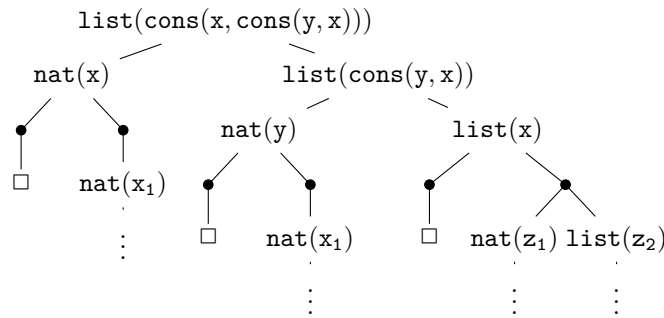 list(cons(x, cons(y, x)))
nat(x) list(cons(y, x))
nat(y) list(x)
□ nat(x₁)
□ nat(x₁) □ nat(z₁) list(z₂)